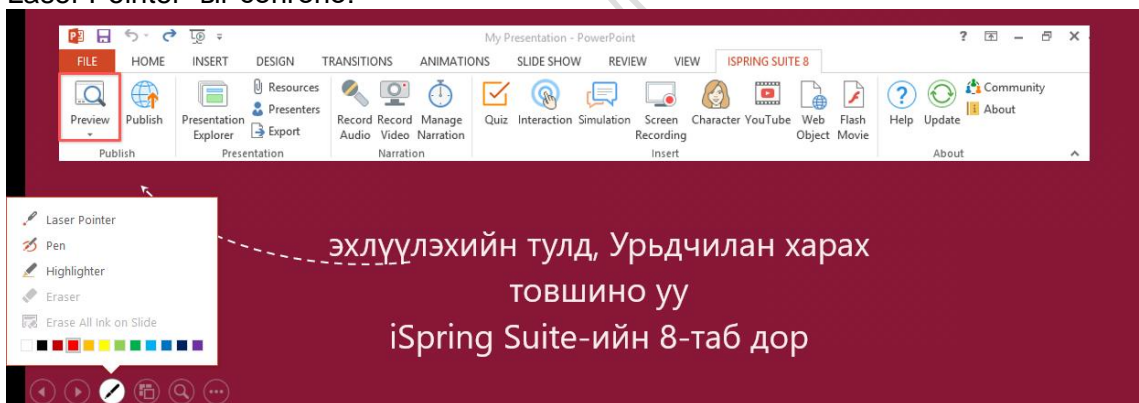 Laser Pointer -ыг сонгоно.
My Presentation - PowerPoint
FILE HOME INSERT DESIGN TRANSITIONS ANIMATIONS SLIDE SHOW REVIEW VIEW ISPRING SUITE 8
Preview
Publish
Publish
Presentation Explorer
Resources
Presenters
Export
Presentation
Record Audio
Record Video
Manage Narration
Narration
Quiz
Interaction
Simulation
Screen Recording
Character
YouTube
Web Object
Flash Movie
Insert
Help
Update
Community
About
About
Laser Pointer
Pen
Highlighter
Eraser
Erase All Ink on Slide
эхлүүлэхийн тулд, Урьдчилан харах
товшино уу
iSpring Suite-ийн 8-таб дор